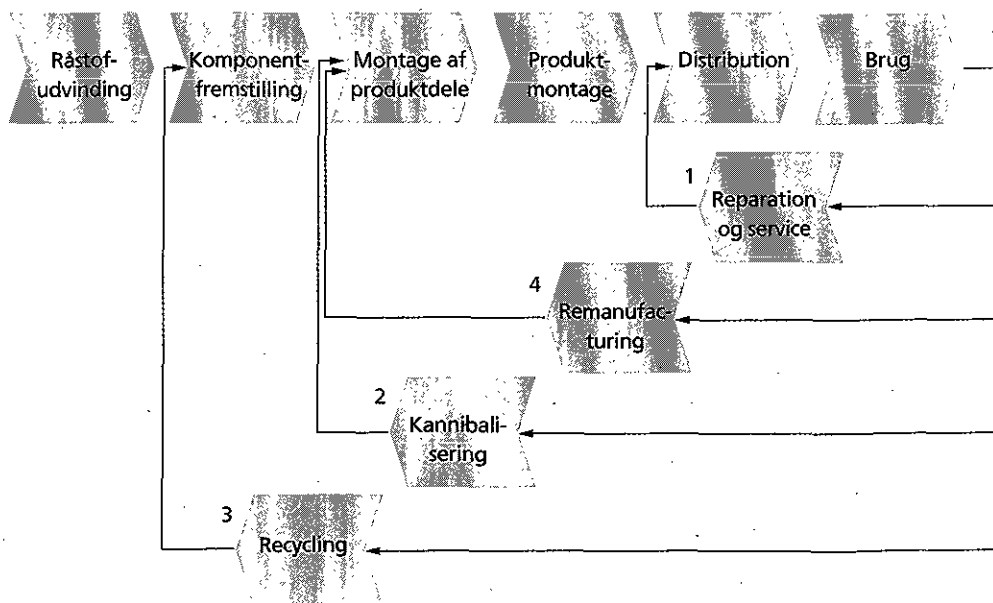 Råstof-
udvinding
Komponent-
fremstilling
Montage af
produktdele
Produkt-
montage
Distribution
Brug
1
Reparation
og service
4
Remanufac-
turing
2
Kannibali-
sering
3
Recycling